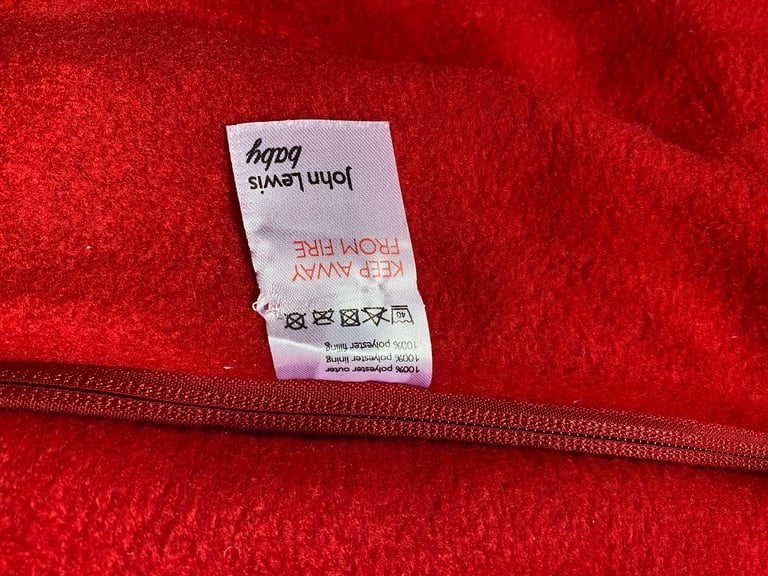 100% polyester outer
100% polyester lining
100% polyester filling
40
KEEP AWAY
FROM FIRE
John Lewis
baby